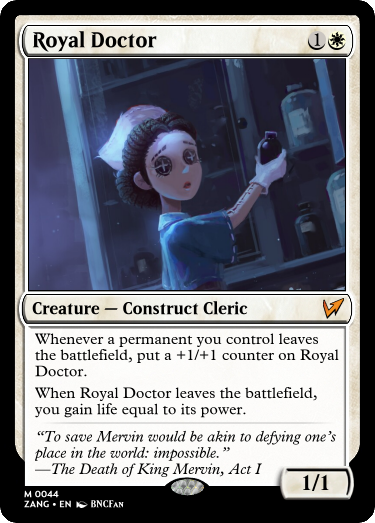 Royal Doctor 1
Creature — Construct Cleric
Whenever a permanent you control leaves
the battlefield, put a +1/+1 counter on Royal
Doctor.
When Royal Doctor leaves the battlefield,
you gain life equal to its power.
“To save Mervin would be akin to defying one’s
place in the world: impossible.”
—The Death of King Mervin, Act I
1/1
M 0044
ZANG • EN BNCFAN